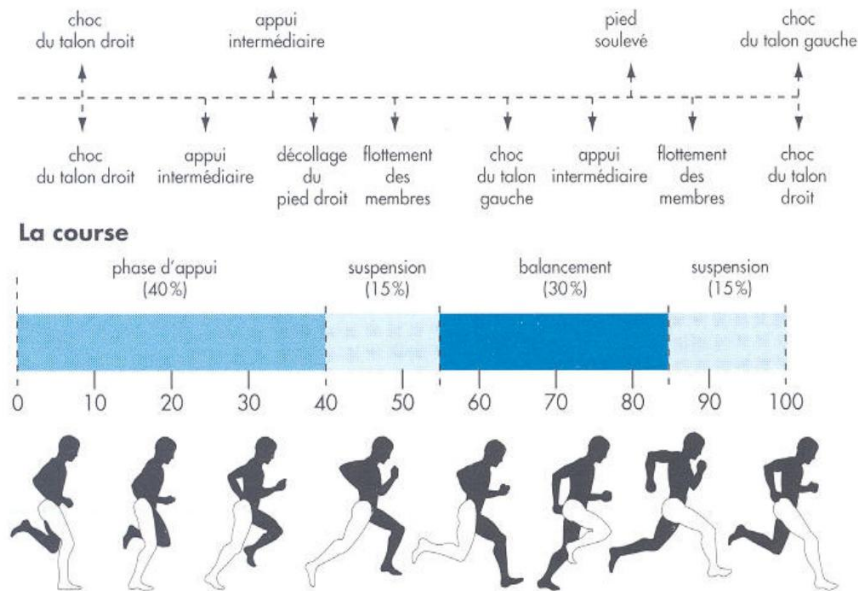 choc
du talon droit
appui
intermédiaire
pied
soulevé
choc
du talon gauche
choc
du talon droit
appui
intermédiaire
décollage
du
pied droit
flottement
des
membres
choc
du talon
gauche
appui
intermédiaire
flottement
des
membres
choc
du talon
droit
La course
phase d'appui
(40%)
suspension
(15%)
balancement
(30%)
suspension
(15%)
0 10 20 30 40 50 60 70 80 90 100